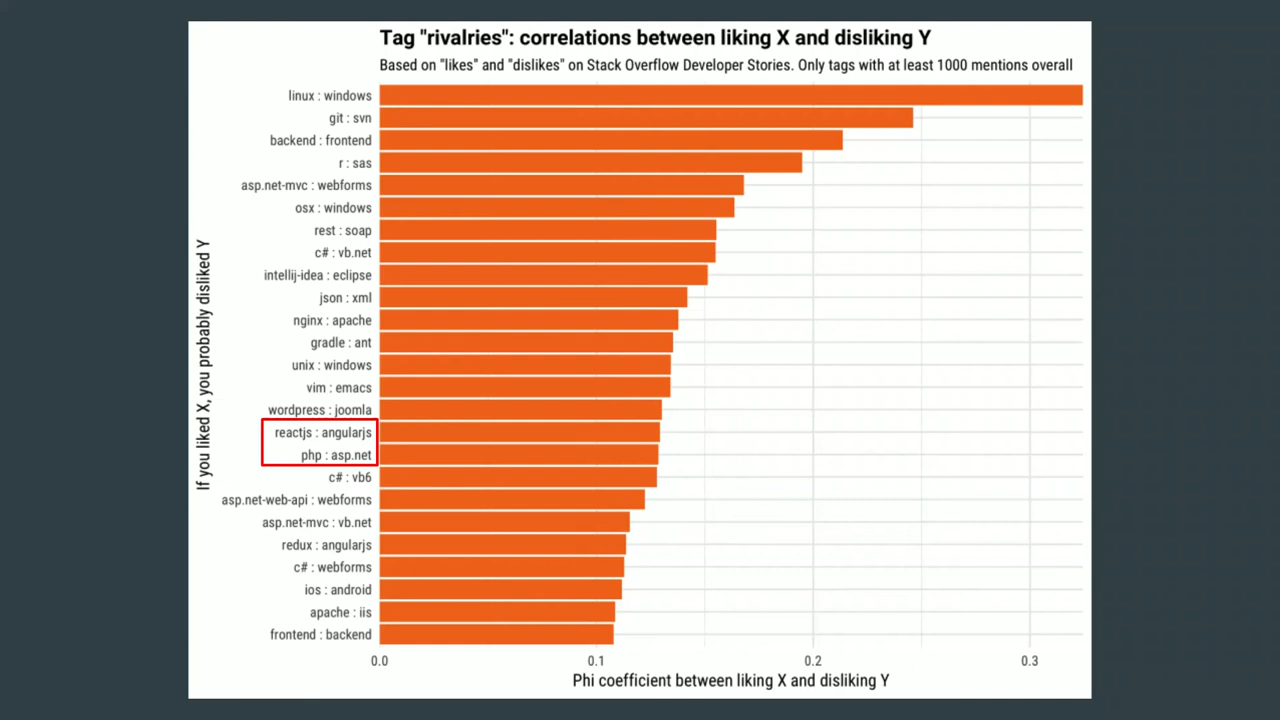 Tag "rivalries": correlations between liking X and disliking Y
Based on "likes" and "dislikes" on Stack Overflow Developer Stories. Only tags with at least 1000 mentions overall
If you liked X, you probably disliked Y
linux : windows
git : svn
backend : frontend
r : sas
asp.net-mvc : webforms
osx : windows
rest : soap
c# : vb.net
intellij-idea : eclipse
json : xml
nginx : apache
gradle : ant
unix : windows
vim : emacs
wordpress : joomla
reactjs : angularjs
php : asp.net
c# : vb6
asp.net-web-api : webforms
asp.net-mvc : vb.net
redux : angularjs
c# : webforms
ios : android
apache : iis
frontend : backend
0.0 0.1 0.2 0.3
Phi coefficient between liking X and disliking Y